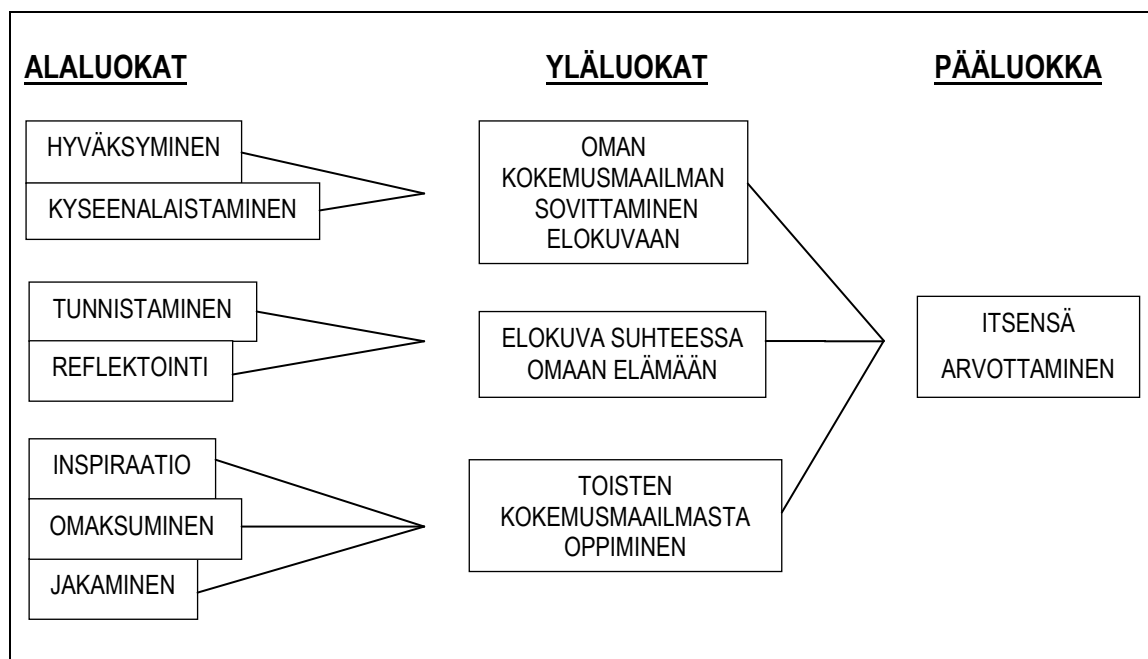 ALALUOKAT
YLÄLUOKAT
PÄÄLUOKKA
HYVÄKSYMINEN
KYSEENALAISTAMINEN
OMAN
KOKEMUSMAAILMAN
SOVITTAMINEN
ELOKUVAAN
TUNNISTAMINEN
REFLEKTOINTI
ELOKUVA SUHTEESSA
OMAAN ELÄMÄÄN
ITSENSÄ
ARVOTTAMINEN
INSPIRAATIO
OMAKSUMINEN
JAKAMINEN
TOISTEN
KOKEMUSMAAILMASTA
OPPIMINEN